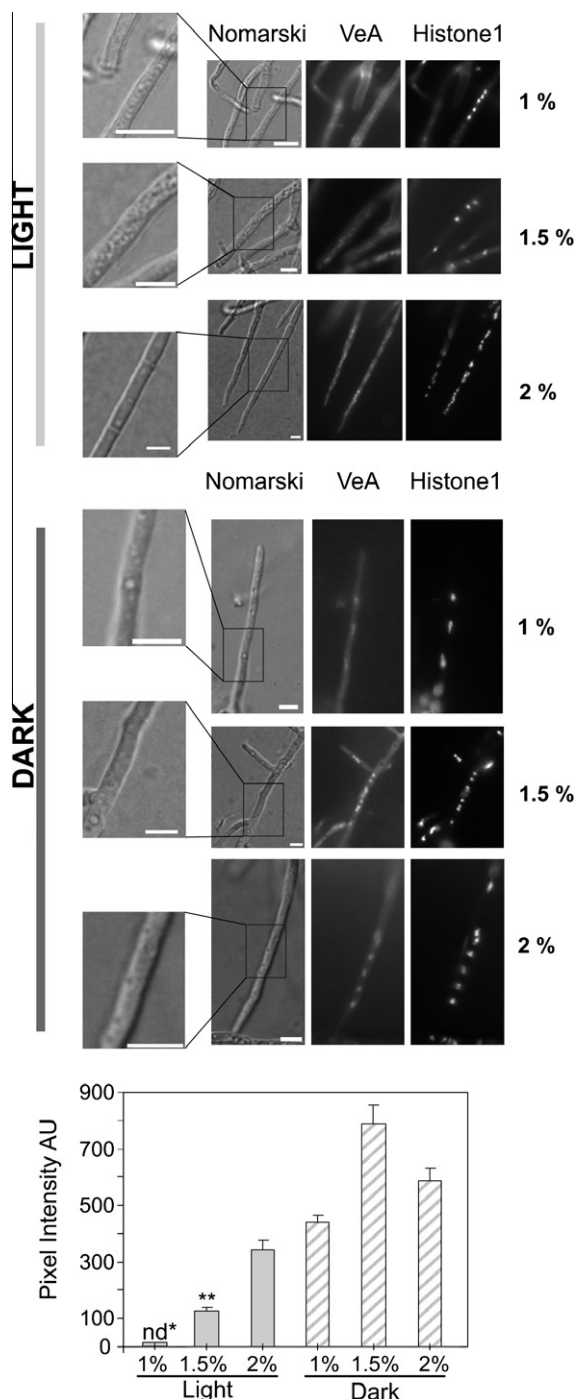 Nomarski VeA Histone1
1 %
LIGHT
1.5 %
2 %
Nomarski VeA Histone1
1 %
DARK
1.5 %
2 %
Pixel Intensity AU
900
700
500
300
100
0
nd*
**
1% 1.5% 2% 1% 1.5% 2%
Light Dark